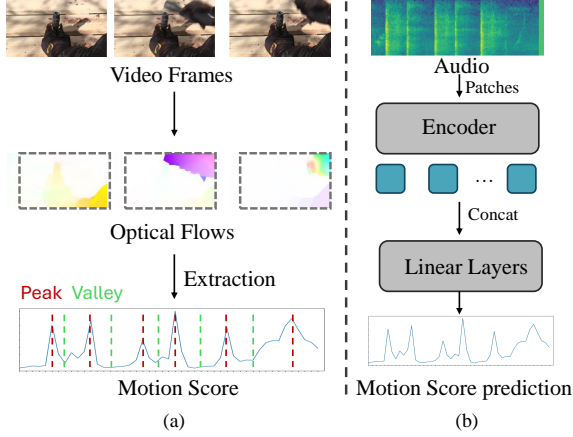 Video Frames
Optical Flows
Extraction
Peak Valley
Motion Score
(a)
Audio
Patches
Encoder
...
Concat
Linear Layers
Motion Score prediction
(b)